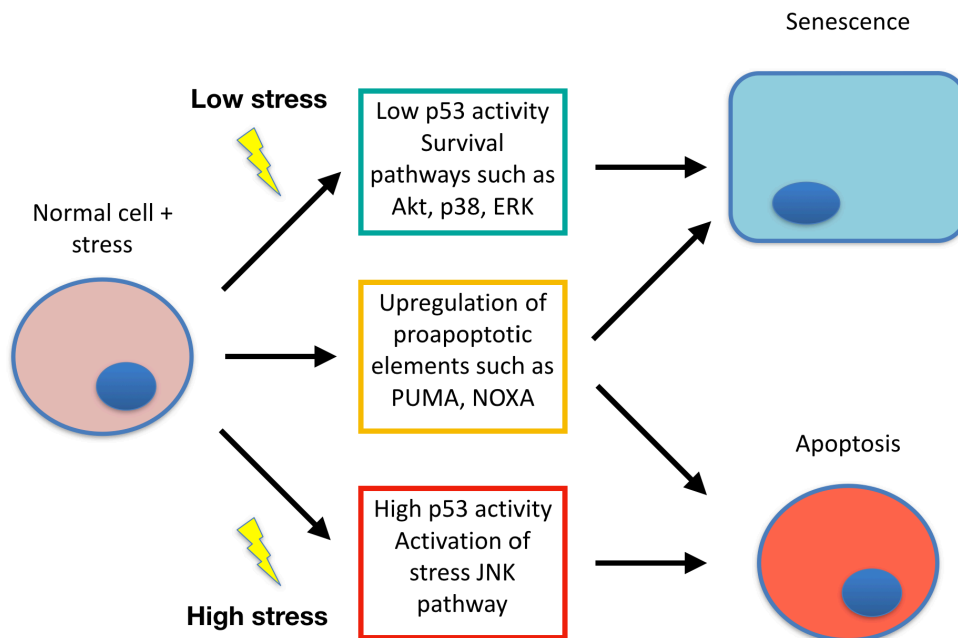 Senescence
Low stress
Low p53 activity
Survival
pathways such as
Akt, p38, ERK
Normal cell +
stress
Upregulation of
proapoptotic
elements such as
PUMA, NOXA
Apoptosis
High p53 activity
Activation of
stress JNK
pathway
High stress